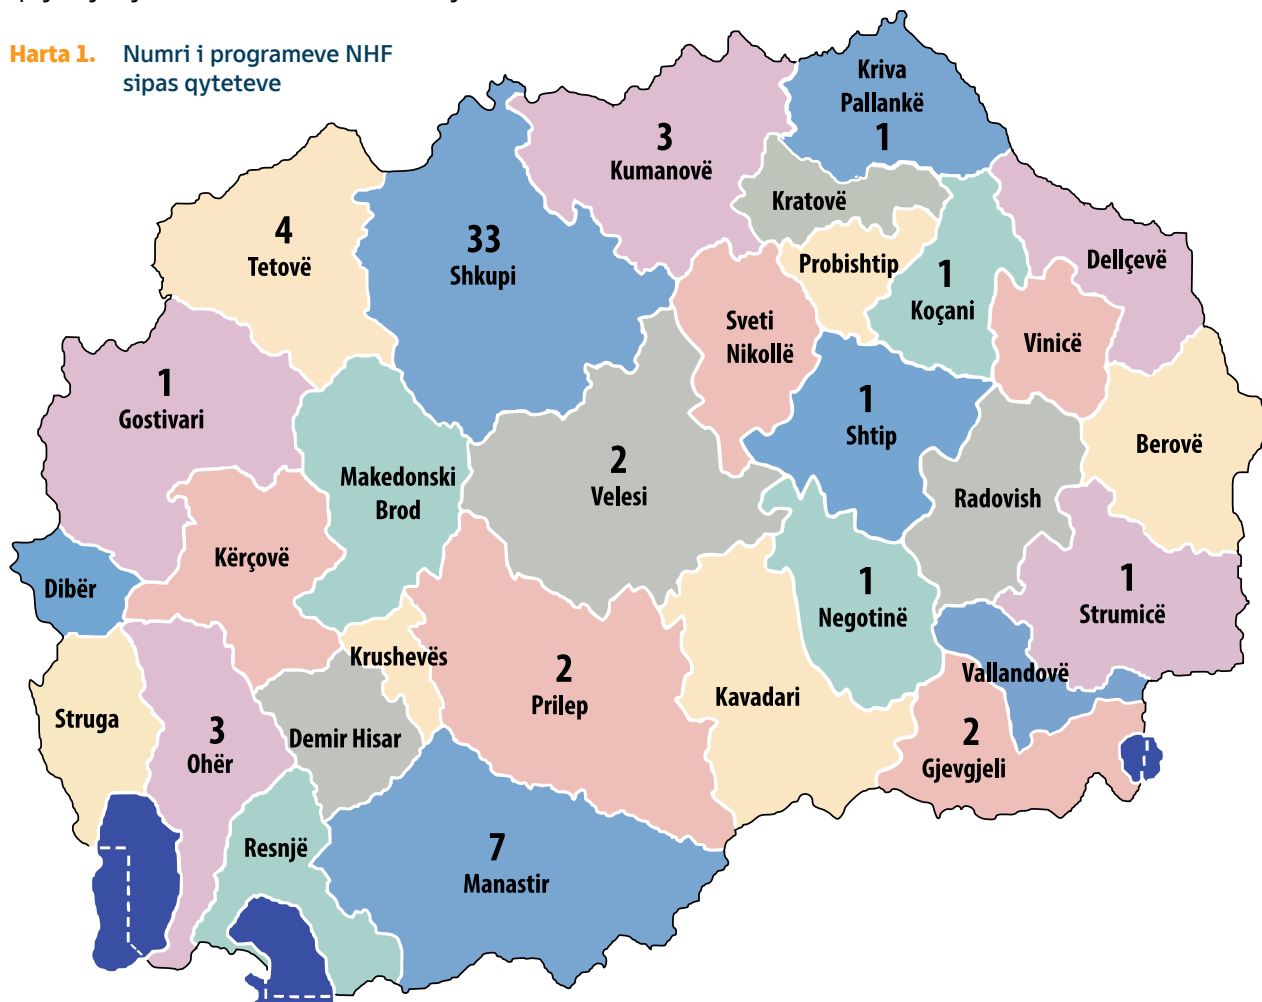 Harta 1. Numri i programeve NHF
sipas qyteteve
Kriva
Pallankë
1
3
Kumanovë
Kratovë
4
Tetovë
33
Shkupi
Probishtip
Dellçevë
1
Koçani
Sveti
Nikollë
Vinicë
1
Gostivari
1
Shtip
Berovë
Makedonski
Brod
2
Velesi
Radovish
Kërçovë
Dibër
1
Negotinë
1
Strumicë
Krushevës
2
Prilep
Kavadari
Vallandovë
Struga
3
Ohër
Demir Hisar
2
Gjevgjeli
Resnjë
7
Manastir